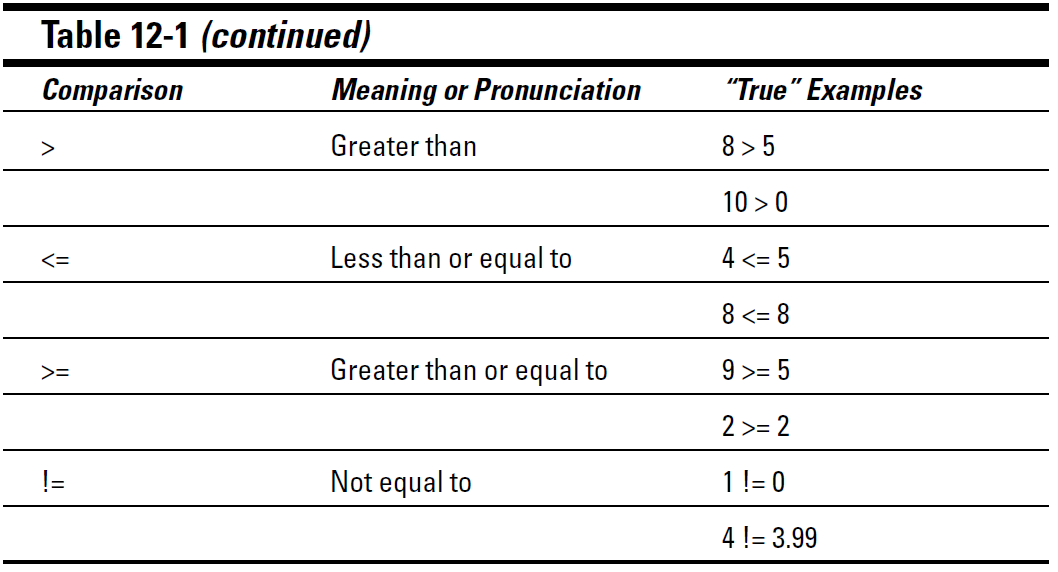 Table 12-1 (continued)
Comparison Meaning or Pronunciation “True” Examples
> Greater than 8 > 5
10 > 0
<= Less than or equal to 4 <= 5
8 <= 8
>= Greater than or equal to 9 >= 5
2 >= 2
!= Not equal to 1 != 0
4 != 3.99